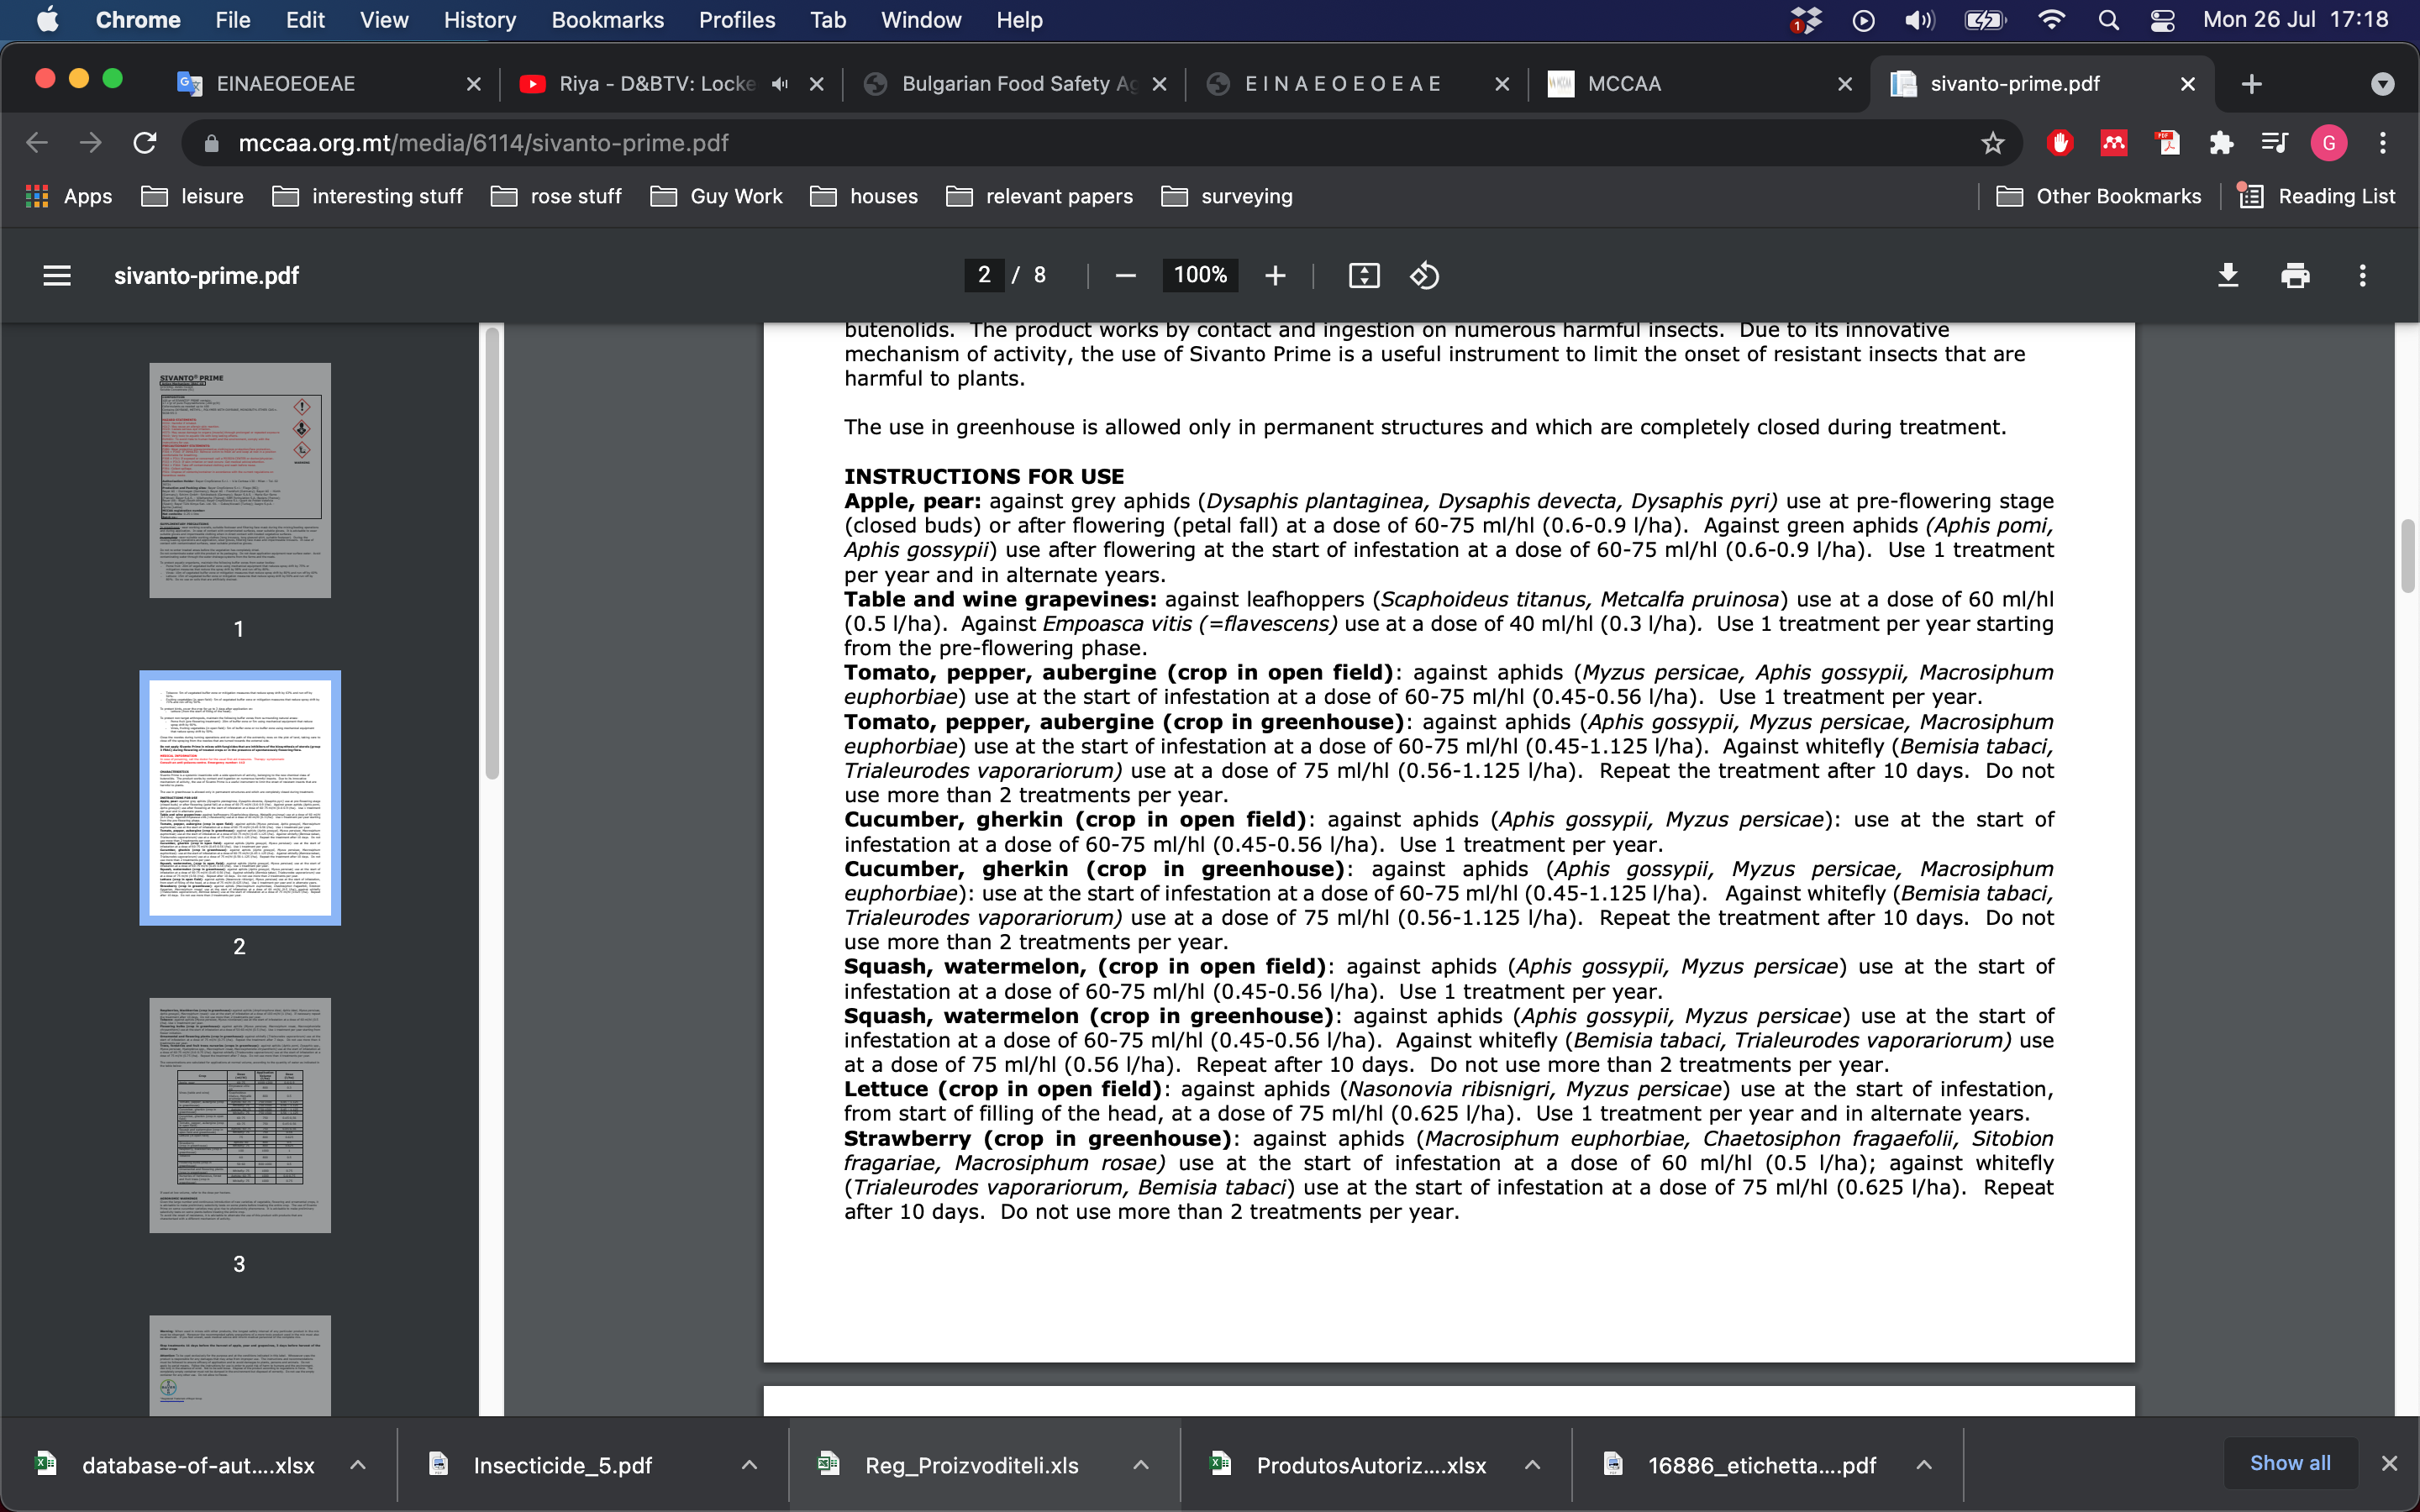 Chrome File Edit View History Bookmarks Profiles Tab Window Help
1
Mon 26 Jul 17:18
EINAEOEOEAE
Riya - D&BTV: Locke
Bulgarian Food Safety Ag
E I N A E O E O E A E
MCCAA
sivanto-prime.pdf
mccaa.org.mt/media/6114/sivanto-prime.pdf
G
Apps leisure interesting stuff rose stuff Guy Work houses relevant papers surveying Other Bookmarks Reading List
sivanto-prime.pdf
2 / 8
100%
SIVANTO® PRIME
1
2
3
butenolids. The product works by contact and ingestion on numerous harmful insects. Due to its innovative
mechanism of activity, the use of Sivanto Prime is a useful instrument to limit the onset of resistant insects that are
harmful to plants.
The use in greenhouse is allowed only in permanent structures and which are completely closed during treatment.
INSTRUCTIONS FOR USE
Apple, pear: against grey aphids (Dysaphis plantaginea, Dysaphis devecta, Dysaphis pyri) use at pre-flowering stage
(closed buds) or after flowering (petal fall) at a dose of 60-75 ml/hl (0.6-0.9 l/ha). Against green aphids (Aphis pomi,
Aphis gossypii) use after flowering at the start of infestation at a dose of 60-75 ml/hl (0.6-0.9 l/ha). Use 1 treatment
per year and in alternate years.
Table and wine grapevines: against leafhoppers (Scaphoideus titanus, Metcalfa pruinosa) use at a dose of 60 ml/hl
(0.5 l/ha). Against Empoasca vitis (=flavescens) use at a dose of 40 ml/hl (0.3 l/ha). Use 1 treatment per year starting
from the pre-flowering phase.
Tomato, pepper, aubergine (crop in open field): against aphids (Myzus persicae, Aphis gossypii, Macrosiphum
euphorbiae) use at the start of infestation at a dose of 60-75 ml/hl (0.45-0.56 l/ha). Use 1 treatment per year.
Tomato, pepper, aubergine (crop in greenhouse): against aphids (Aphis gossypii, Myzus persicae, Macrosiphum
euphorbiae) use at the start of infestation at a dose of 60-75 ml/hl (0.45-1.125 l/ha). Against whitefly (Bemisia tabaci,
Trialeurodes vaporariorum) use at a dose of 75 ml/hl (0.56-1.125 l/ha). Repeat the treatment after 10 days. Do not
use more than 2 treatments per year.
Cucumber, gherkin (crop in open field): against aphids (Aphis gossypii, Myzus persicae): use at the start of
infestation at a dose of 60-75 ml/hl (0.45-0.56 l/ha). Use 1 treatment per year.
Cucumber, gherkin (crop in greenhouse): against aphids (Aphis gossypii, Myzus persicae, Macrosiphum
euphorbiae): use at the start of infestation at a dose of 60-75 ml/hl (0.45-1.125 l/ha). Against whitefly (Bemisia tabaci,
Trialeurodes vaporariorum) use at a dose of 75 ml/hl (0.56-1.125 l/ha). Repeat the treatment after 10 days. Do not
use more than 2 treatments per year.
Squash, watermelon, (crop in open field): against aphids (Aphis gossypii, Myzus persicae) use at the start of
infestation at a dose of 60-75 ml/hl (0.45-0.56 l/ha). Use 1 treatment per year.
Squash, watermelon (crop in greenhouse): against aphids (Aphis gossypii, Myzus persicae) use at the start of
infestation at a dose of 60-75 ml/hl (0.45-0.56 l/ha). Against whitefly (Bemisia tabaci, Trialeurodes vaporariorum) use
at a dose of 75 ml/hl (0.56 l/ha). Repeat after 10 days. Do not use more than 2 treatments per year.
Lettuce (crop in open field): against aphids (Nasonovia ribisnigri, Myzus persicae) use at the start of infestation,
from start of filling of the head, at a dose of 75 ml/hl (0.625 l/ha). Use 1 treatment per year and in alternate years.
Strawberry (crop in greenhouse): against aphids (Macrosiphum euphorbiae, Chaetosiphon fragaefolii, Sitobion
fragariae, Macrosiphum rosae) use at the start of infestation at a dose of 60 ml/hl (0.5 l/ha); against whitefly
(Trialeurodes vaporariorum, Bemisia tabaci) use at the start of infestation at a dose of 75 ml/hl (0.625 l/ha). Repeat
after 10 days. Do not use more than 2 treatments per year.
database-of-aut....xlsx
Insecticide_5.pdf
Reg_Proizvoditeli.xls
ProdutosAutoriz....xlsx
16886_etichetta....pdf
Show all